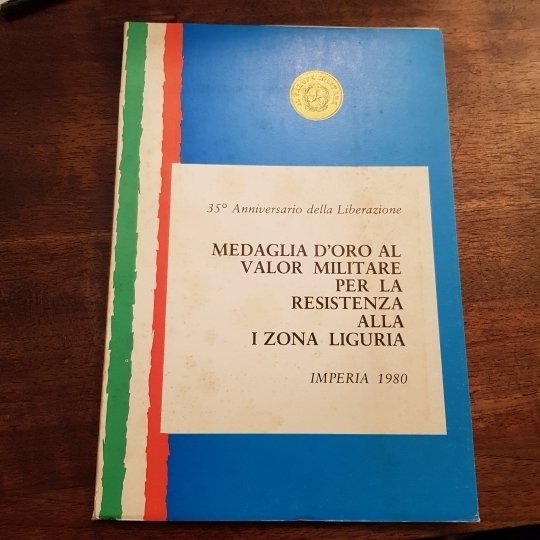 35° Anniversario della Liberazione
MEDAGLIA D'ORO AL
VALOR MILITARE
PER LA
RESISTENZA
ALLA
I ZONA LIGURIA
IMPERIA 1980